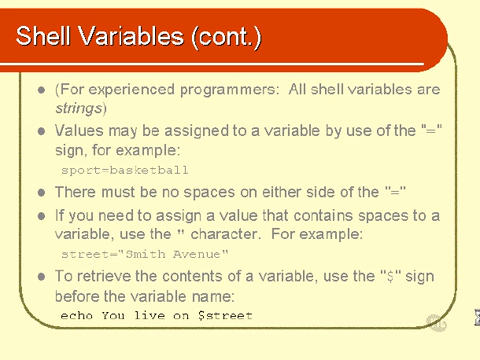 Shell Variables (cont.)
(For experienced programmers: All shell variables are
strings)
Values may be assigned to a variable by use of the "="
sign, for example:
sport=basketball
There must be no spaces on either side of the "="
If you need to assign a value that contains spaces to a
variable, use the " character. For example:
street="Smith Avenue"
To retrieve the contents of a variable, use the "$" sign
before the variable name:
echo You live on $street